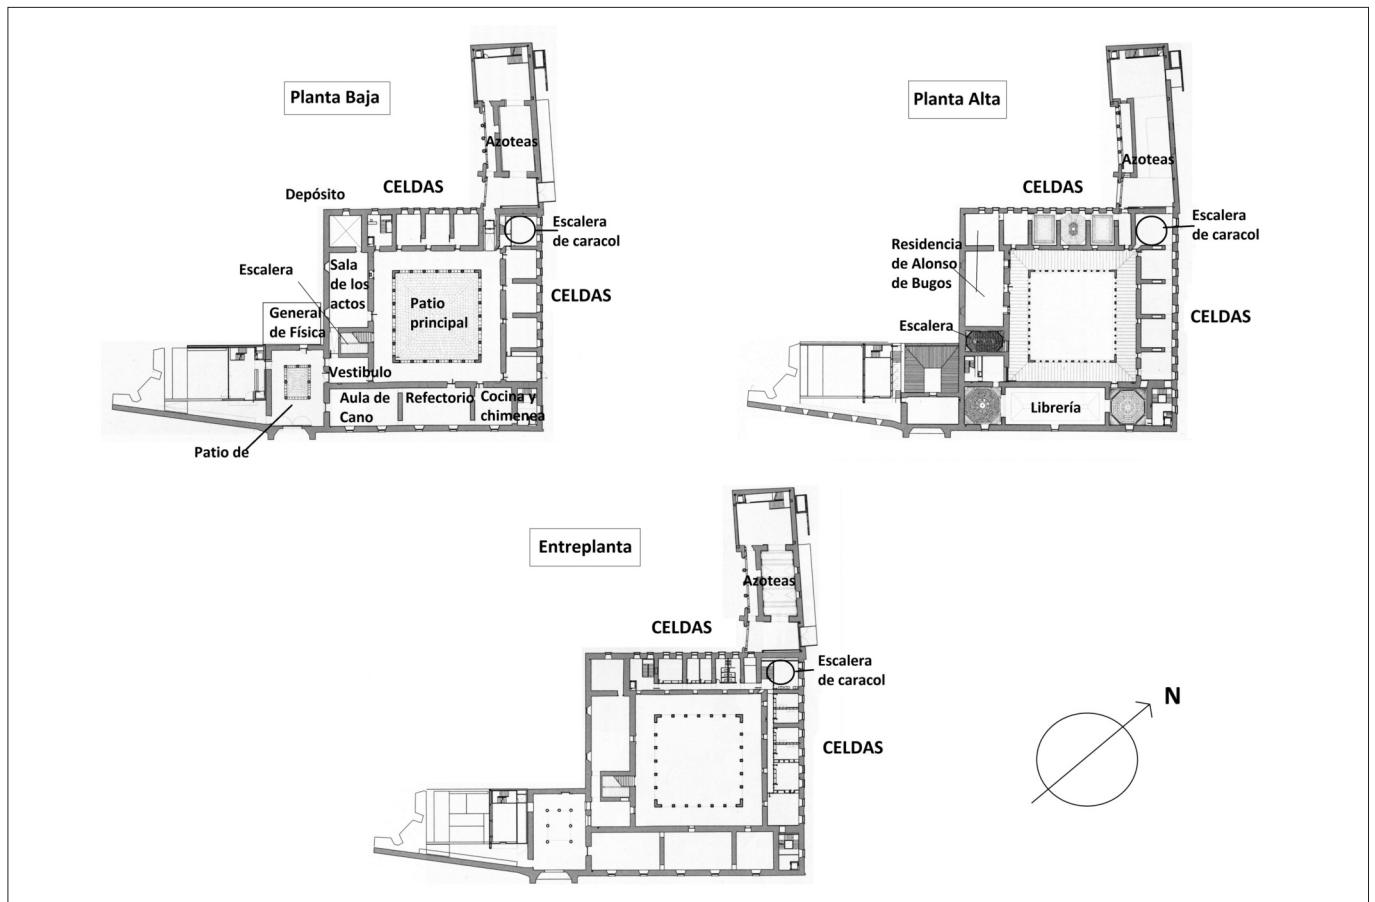 Planta Baja
Azoteas
CELDAS
Depósito
Escalera
de caracol
Escalera
Sala
de los
actos
CELDAS
General
de Física
Patio
principal
Vestibulo
Aula de
Cano
Refectorio
Cocina y
chimenea
Patio de
Planta Alta
Azoteas
CELDAS
Escalera
de caracol
Residencia
de Alonso
de Bugos
CELDAS
Escalera
Librería
Entreplanta
Azoteas
CELDAS
Escalera
de caracol
CELDAS
N